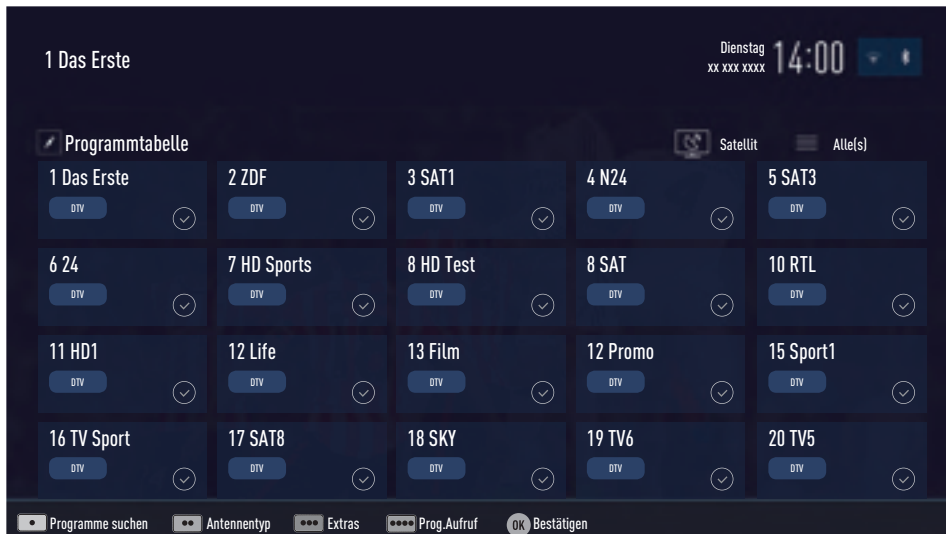 1 Das Erste
Dienstag
xx xxx xxxx
14:00
Programmtabelle
Satellit
Alle(s)
1 Das Erste
2 ZDF
3 SAT1
4 N24
5 SAT3
DTV
DTV
DTV
DTV
DTV
6 24
7 HD Sports
8 HD Test
8 SAT
10 RTL
DTV
DTV
DTV
DTV
DTV
11 HD1
12 Life
13 Film
12 Promo
15 Sport1
DTV
DTV
DTV
DTV
DTV
16 TV Sport
17 SAT8
18 SKY
19 TV6
20 TV5
DTV
DTV
DTV
DTV
DTV
Programme suchen
Antennentyp
Extras
Prog.Aufruf
OK Bestätigen